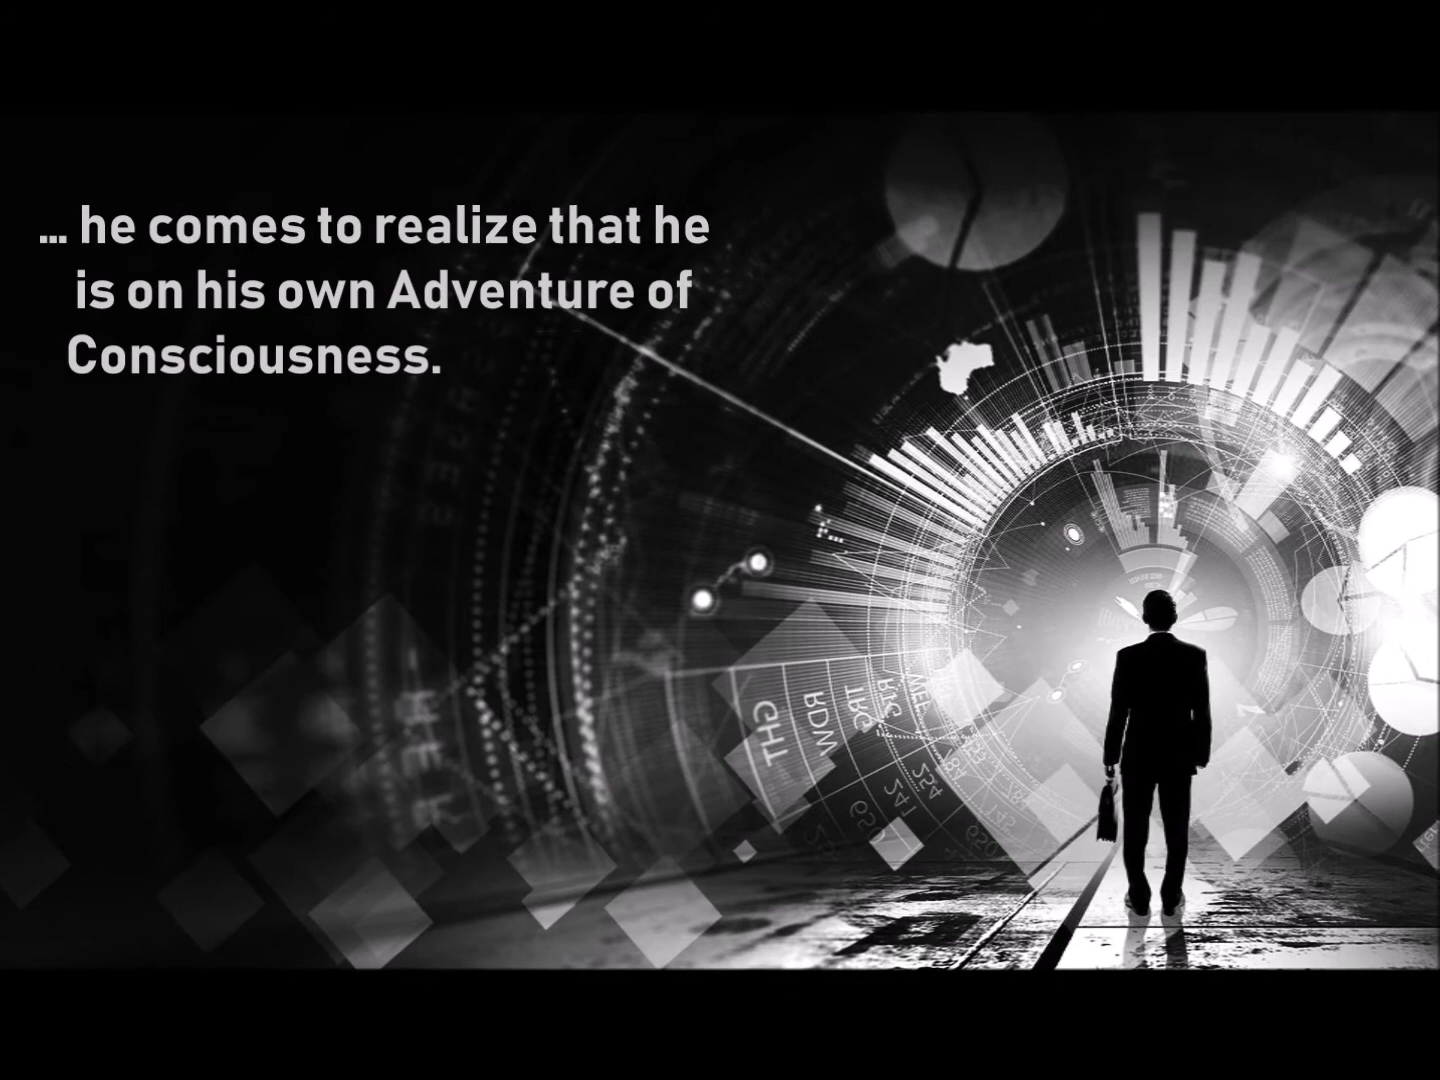 ... he comes to realize that he
is on his own Adventure of
Consciousness.